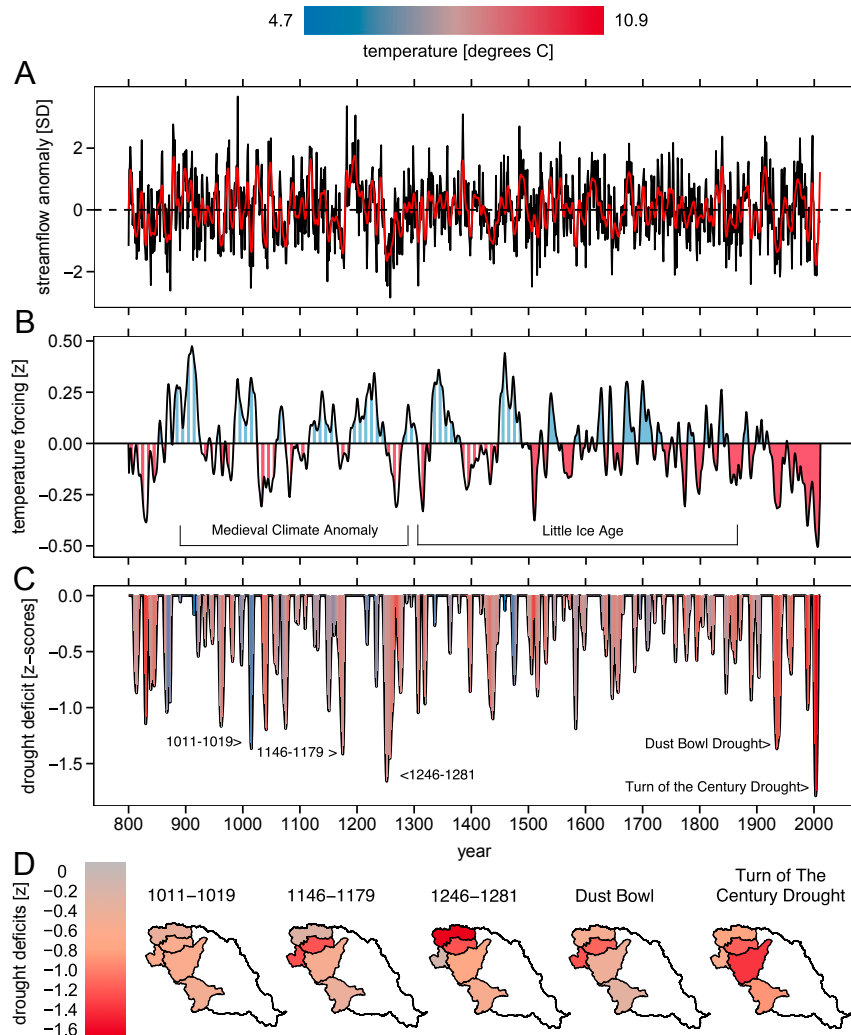 4.7 10.9
temperature [degrees C]
A
streamflow anomaly [SD]
2
0
−2
B
temperature forcing [z]
0.50
0.25
0.00
−0.25
−0.50
Medieval Climate Anomaly
Little Ice Age
C
drought deficit [z−scores]
0.0
−0.5
−1.0
−1.5
1011-1019>
1146-1179 >
<1246-1281
Dust Bowl Drought>
Turn of the Century Drought>
800 900 1000 1100 1200 1300 1400 1500 1600 1700 1800 1900 2000
year
D
drought deficits [z]
0
−0.2
−0.4
−0.6
−0.8
−1.0
−1.2
−1.4
−1.6
1011−1019
1146−1179
1246−1281
Dust Bowl
Turn of The
Century Drought